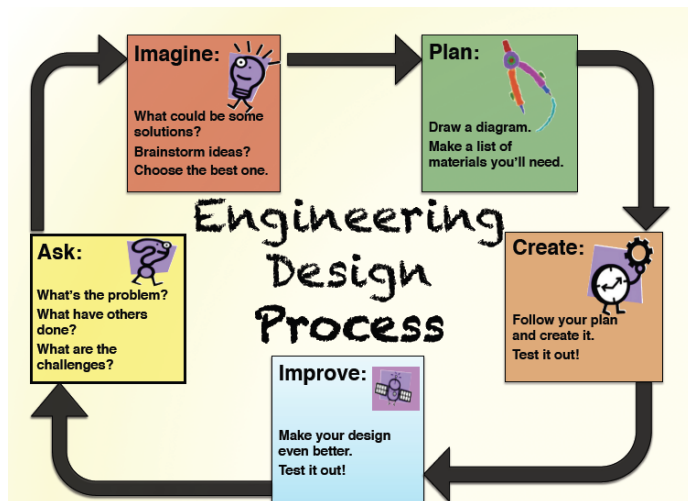 Imagine:
What could be some
solutions?
Brainstorm ideas?
Choose the best one.
Plan:
Draw a diagram.
Make a list of
materials you'll need.
Engineering
Design
Process
Ask:
What's the problem?
What have others
done?
What are the
challenges?
Create:
Follow your plan
and create it.
Test it out!
Improve:
Make your design
even better.
Test it out!